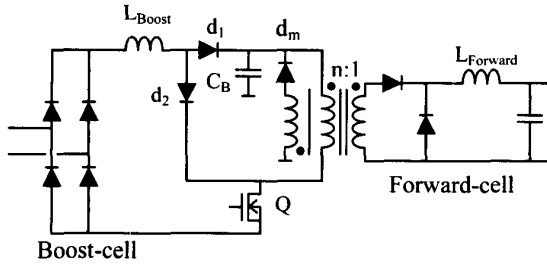 L_Boost
d_1
d_m
n:1
L_Forward
d_2
C_B
Q
Forward-cell
Boost-cell